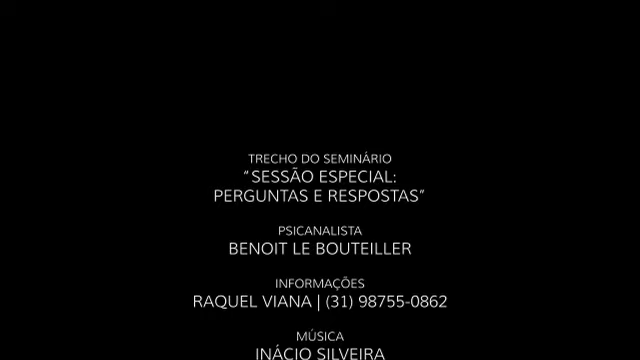 TRECHO DO SEMINÁRIO
“SESSÃO ESPECIAL:
PERGUNTAS E RESPOSTAS”
PSICANALISTA
BENOIT LE BOUTEILLER
INFORMAÇÕES
RAQUEL VIANA | (31) 98755-0862
MÚSICA
INÁCIO SILVEIRA